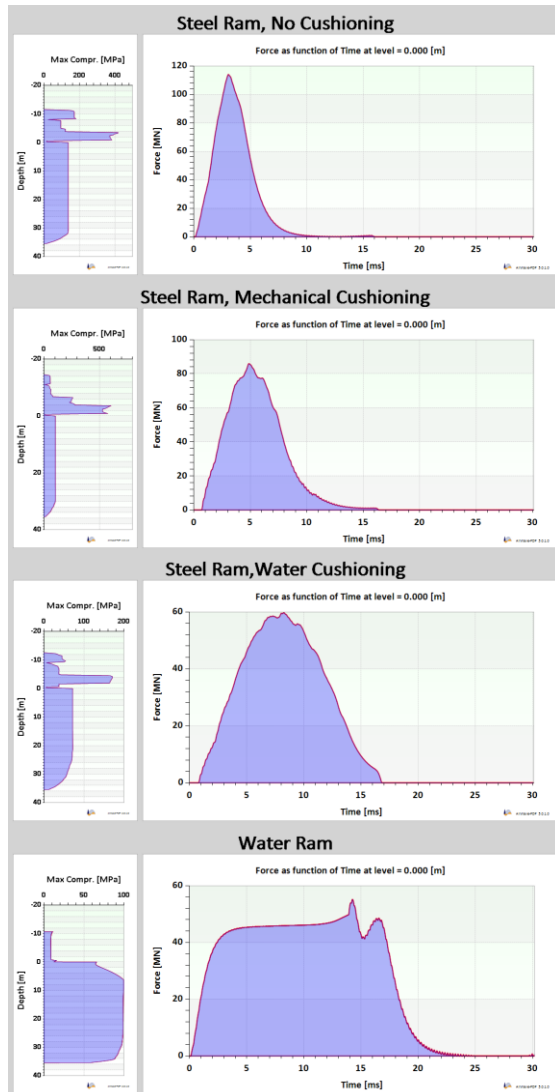 Steel Ram, No Cushioning
Max Compr. [MPa]
0 200 400
-20
-10
0
10
20
30
40
Depth [m]
Force as function of Time at level = 0.000 [m]
120
100
80
60
40
20
0
Force [MN]
0 5 10 15 20 25 30
Time [ms]
Steel Ram, Mechanical Cushioning
Max Compr. [MPa]
0 500
-20
0
20
40
Depth [m]
Force as function of Time at level = 0.000 [m]
100
80
60
40
20
0
Force [MN]
0 5 10 15 20 25 30
Time [ms]
Steel Ram,Water Cushioning
Max Compr. [MPa]
0 100 200
-20
-10
0
10
20
30
40
Depth [m]
Force as function of Time at level = 0.000 [m]
60
40
20
0
Force [MN]
0 5 10 15 20 25 30
Time [ms]
Water Ram
Max Compr. [MPa]
0 50 100
-20
-10
0
10
20
30
40
Depth [m]
Force as function of Time at level = 0.000 [m]
60
40
20
0
Force [MN]
0 5 10 15 20 25 30
Time [ms]